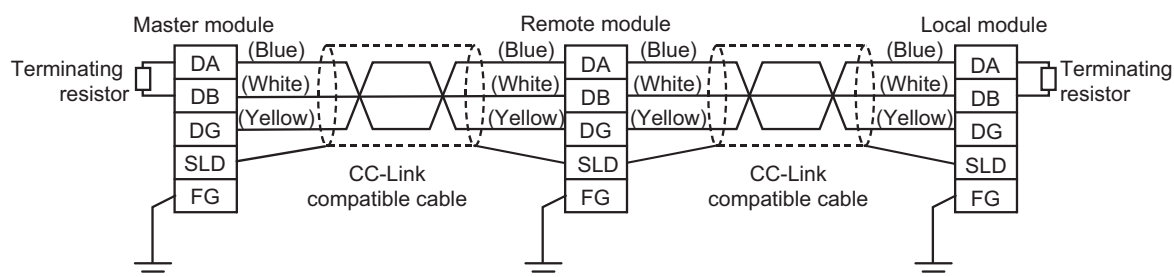 Master module
Remote module
Local module
Terminating
resistor
DA
DB
DG
SLD
FG
(Blue)
(White)
(Yellow)
CC-Link
compatible cable
(Blue)
(White)
(Yellow)
DA
DB
DG
SLD
FG
(Blue)
(White)
(Yellow)
CC-Link
compatible cable
(Blue)
(White)
(Yellow)
DA
DB
DG
SLD
FG
Terminating
resistor